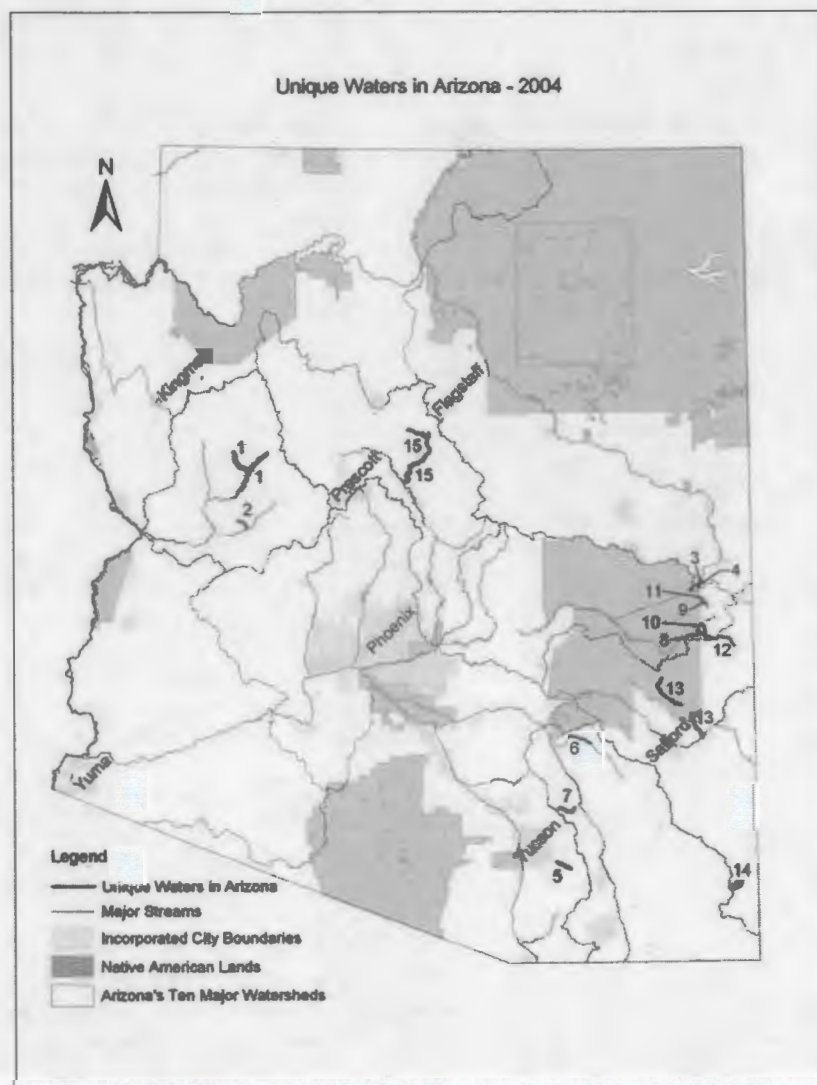 Unique Waters in Arizona - 2004
N
Kingman
Flagstaff
1
1
15
15
Prescott
2
3
4
11
9
10
8
12
Phoenix
13
13
Safford
6
Yuma
7
Tucson
5
14
Legend
Unique Waters in Arizona
Major Streams
Incorporated City Boundaries
Native American Lands
Arizona's Ten Major Watersheds